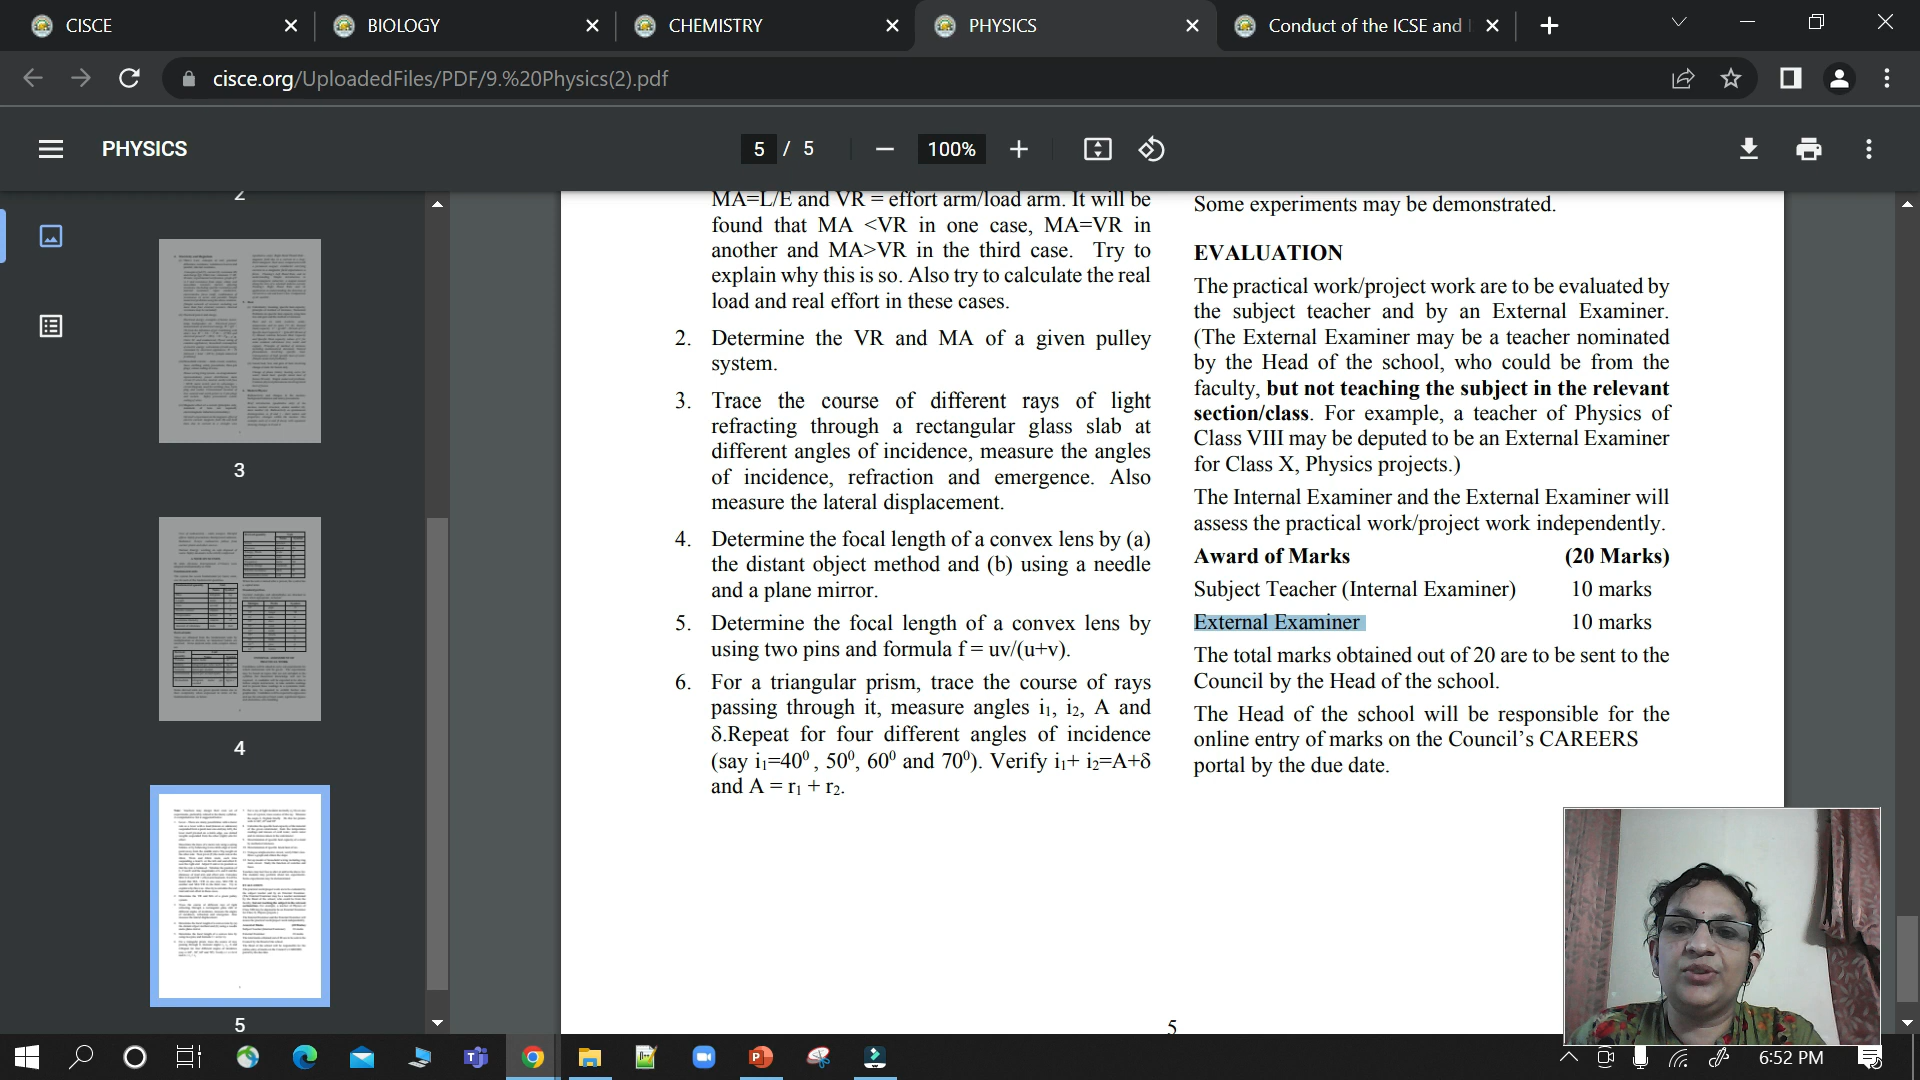 CISCE
BIOLOGY
CHEMISTRY
PHYSICS
Conduct of the ICSE and
cisce.org/UploadedFiles/PDF/9.%20Physics(2).pdf
PHYSICS
5 / 5
100%
2
3
4
5
MA=L/E and VR = effort arm/load arm. It will be
found that MA <VR in one case, MA=VR in
another and MA>VR in the third case. Try to
explain why this is so. Also try to calculate the real
load and real effort in these cases.
2. Determine the VR and MA of a given pulley
system.
3. Trace the course of different rays of light
refracting through a rectangular glass slab at
different angles of incidence, measure the angles
of incidence, refraction and emergence. Also
measure the lateral displacement.
4. Determine the focal length of a convex lens by (a)
the distant object method and (b) using a needle
and a plane mirror.
5. Determine the focal length of a convex lens by
using two pins and formula f = uv/(u+v).
6. For a triangular prism, trace the course of rays
passing through it, measure angles i₁, i₂, A and
δ.Repeat for four different angles of incidence
(say i₁=40⁰ , 50⁰, 60⁰ and 70⁰). Verify i₁+ i₂=A+δ
and A = r₁ + r₂.
Some experiments may be demonstrated.
EVALUATION
The practical work/project work are to be evaluated by
the subject teacher and by an External Examiner.
(The External Examiner may be a teacher nominated
by the Head of the school, who could be from the
faculty, but not teaching the subject in the relevant
section/class. For example, a teacher of Physics of
Class VIII may be deputed to be an External Examiner
for Class X, Physics projects.)
The Internal Examiner and the External Examiner will
assess the practical work/project work independently.
Award of Marks (20 Marks)
Subject Teacher (Internal Examiner) 10 marks
External Examiner 10 marks
The total marks obtained out of 20 are to be sent to the
Council by the Head of the school.
The Head of the school will be responsible for the
online entry of marks on the Council’s CAREERS
portal by the due date.
5
6:52 PM